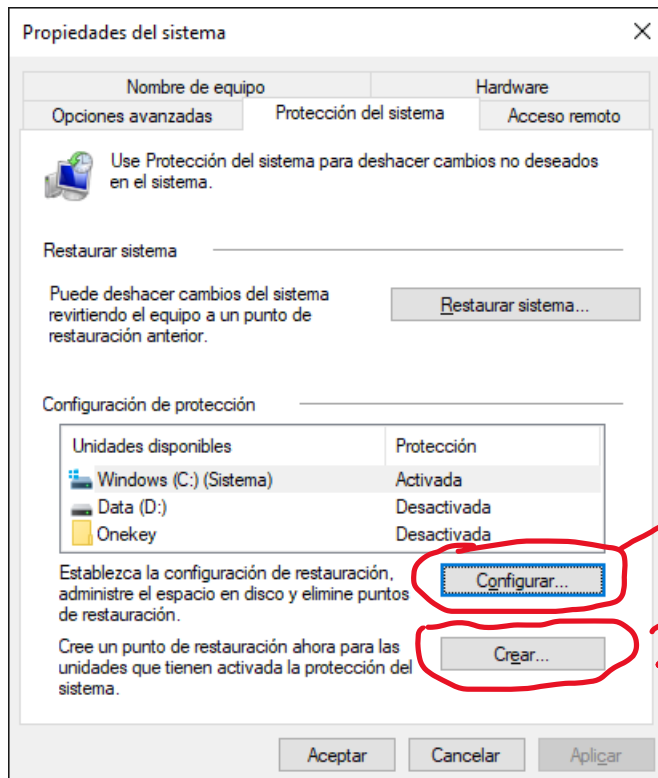 Propiedades del sistema
Nombre de equipo
Hardware
Opciones avanzadas
Protección del sistema
Acceso remoto
Use Protección del sistema para deshacer cambios no deseados
en el sistema.
Restaurar sistema
Puede deshacer cambios del sistema
revirtiendo el equipo a un punto de
restauración anterior.
Restaurar sistema...
Configuración de protección
Unidades disponibles
Protección
Windows (C:) (Sistema)
Activada
Data (D:)
Desactivada
Onekey
Desactivada
Establezca la configuración de restauración,
administre el espacio en disco y elimine puntos
de restauración.
Configurar...
Cree un punto de restauración ahora para las
unidades que tienen activada la protección del
sistema.
Crear...
Aceptar
Cancelar
Aplicar